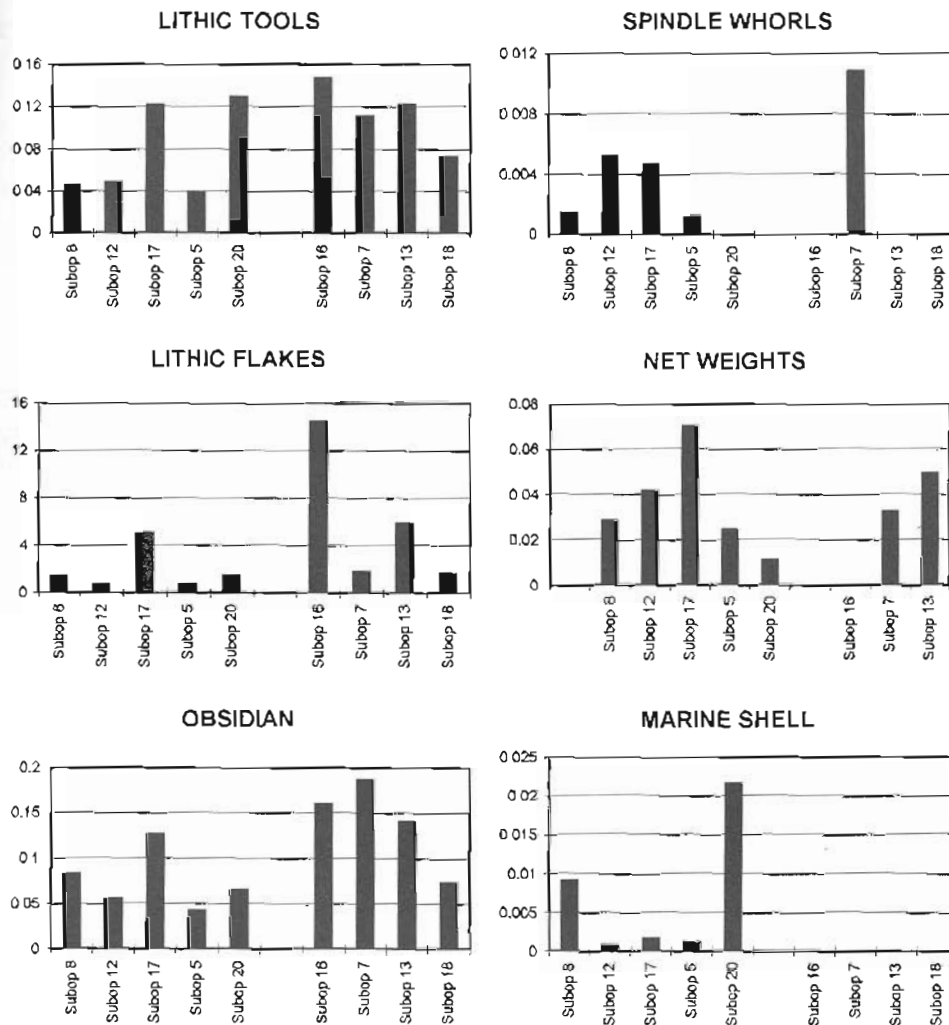 LITHIC TOOLS
0.16
0.12
0.08
0.04
0
Subop 8
Subop 12
Subop 17
Subop 5
Subop 20
Subop 16
Subop 7
Subop 13
Subop 18
SPINDLE WHORLS
0.012
0.008
0.004
0
Subop 8
Subop 12
Subop 17
Subop 5
Subop 20
Subop 16
Subop 7
Subop 13
Subop 18
LITHIC FLAKES
16
12
8
4
0
Subop 8
Subop 12
Subop 17
Subop 5
Subop 20
Subop 16
Subop 7
Subop 13
Subop 18
NET WEIGHTS
0.08
0.06
0.04
0.02
0
Subop 8
Subop 12
Subop 17
Subop 5
Subop 20
Subop 16
Subop 7
Subop 13
OBSIDIAN
0.2
0.15
0.1
0.05
0
Subop 8
Subop 12
Subop 17
Subop 5
Subop 20
Subop 16
Subop 7
Subop 13
Subop 18
MARINE SHELL
0.025
0.02
0.015
0.01
0.005
0
Subop 8
Subop 12
Subop 17
Subop 5
Subop 20
Subop 16
Subop 7
Subop 13
Subop 18